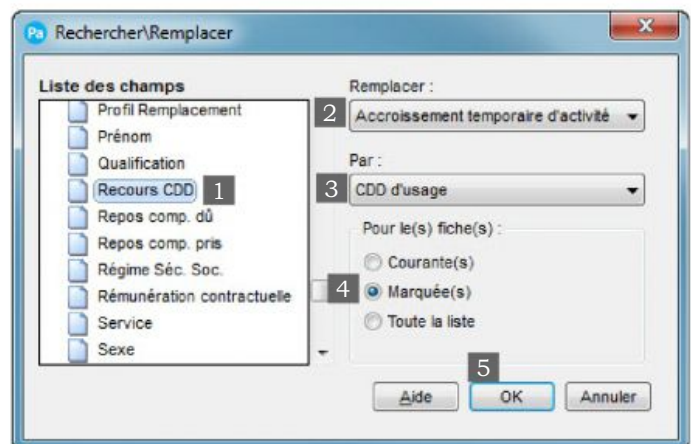 Pa Rechercher\Remplacer
Liste des champs
Profil Remplacement
Prénom
Qualification
Recours CDD 1
Repos comp. dû
Repos comp. pris
Régime Séc. Soc.
Rémunération contractuelle
Service
Sexe
Remplacer :
2 Accroissement temporaire d'activité
Par :
3 CDD d'usage
Pour le(s) fiche(s) :
Courante(s)
4 Marquée(s)
Toute la liste
5
Aide OK Annuler